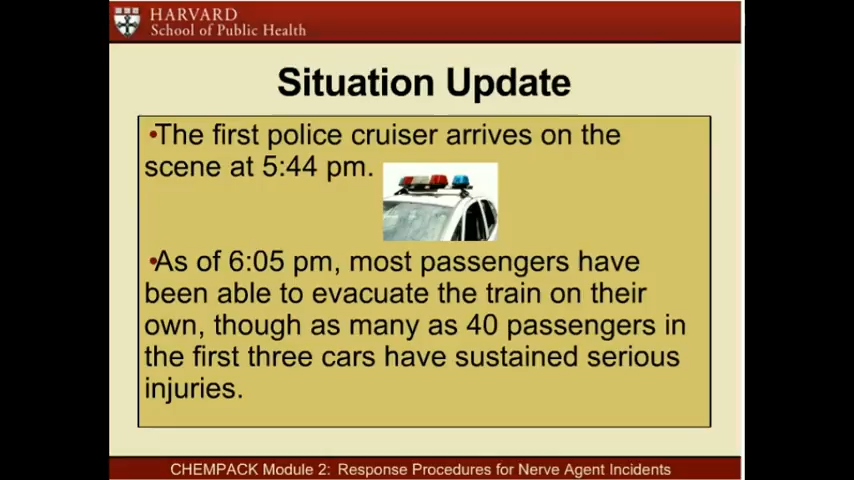 HARVARD
School of Public Health
Situation Update
•The first police cruiser arrives on the
scene at 5:44 pm.
•As of 6:05 pm, most passengers have
been able to evacuate the train on their
own, though as many as 40 passengers in
the first three cars have sustained serious
injuries.
CHEMPACK Module 2: Response Procedures for Nerve Agent Incidents